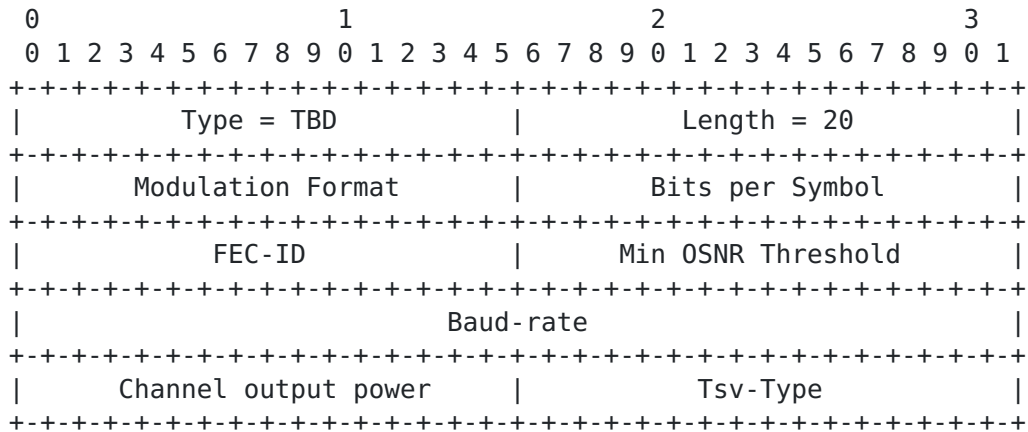 0                   1                   2                   3
 0 1 2 3 4 5 6 7 8 9 0 1 2 3 4 5 6 7 8 9 0 1 2 3 4 5 6 7 8 9 0 1
+-+-+-+-+-+-+-+-+-+-+-+-+-+-+-+-+-+-+-+-+-+-+-+-+-+-+-+-+-+-+-+-+
|          Type = TBD           |          Length = 20          |
+-+-+-+-+-+-+-+-+-+-+-+-+-+-+-+-+-+-+-+-+-+-+-+-+-+-+-+-+-+-+-+-+
|       Modulation Format       |        Bits per Symbol        |
+-+-+-+-+-+-+-+-+-+-+-+-+-+-+-+-+-+-+-+-+-+-+-+-+-+-+-+-+-+-+-+-+
|            FEC-ID             |      Min OSNR Threshold       |
+-+-+-+-+-+-+-+-+-+-+-+-+-+-+-+-+-+-+-+-+-+-+-+-+-+-+-+-+-+-+-+-+
|                           Baud-rate                           |
+-+-+-+-+-+-+-+-+-+-+-+-+-+-+-+-+-+-+-+-+-+-+-+-+-+-+-+-+-+-+-+-+
|      Channel output power     |           Tsv-Type            |
+-+-+-+-+-+-+-+-+-+-+-+-+-+-+-+-+-+-+-+-+-+-+-+-+-+-+-+-+-+-+-+-+